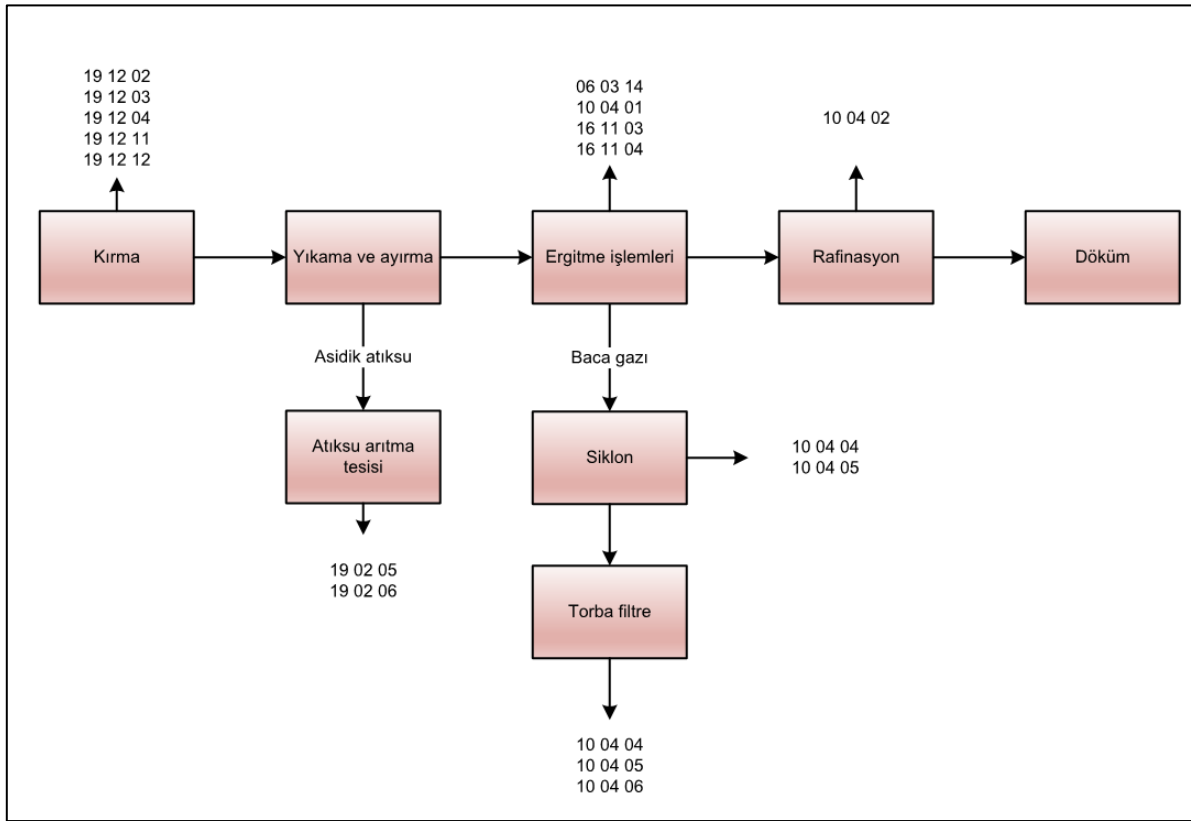 19 12 02
19 12 03
19 12 04
19 12 11
19 12 12
06 03 14
10 04 01
16 11 03
16 11 04
10 04 02
Kırma
Yıkama ve ayırma
Ergitme işlemleri
Rafinasyon
Döküm
Asidik atıksu
Baca gazı
Atıksu arıtma
tesisi
Siklon
10 04 04
10 04 05
19 02 05
19 02 06
Torba filtre
10 04 04
10 04 05
10 04 06